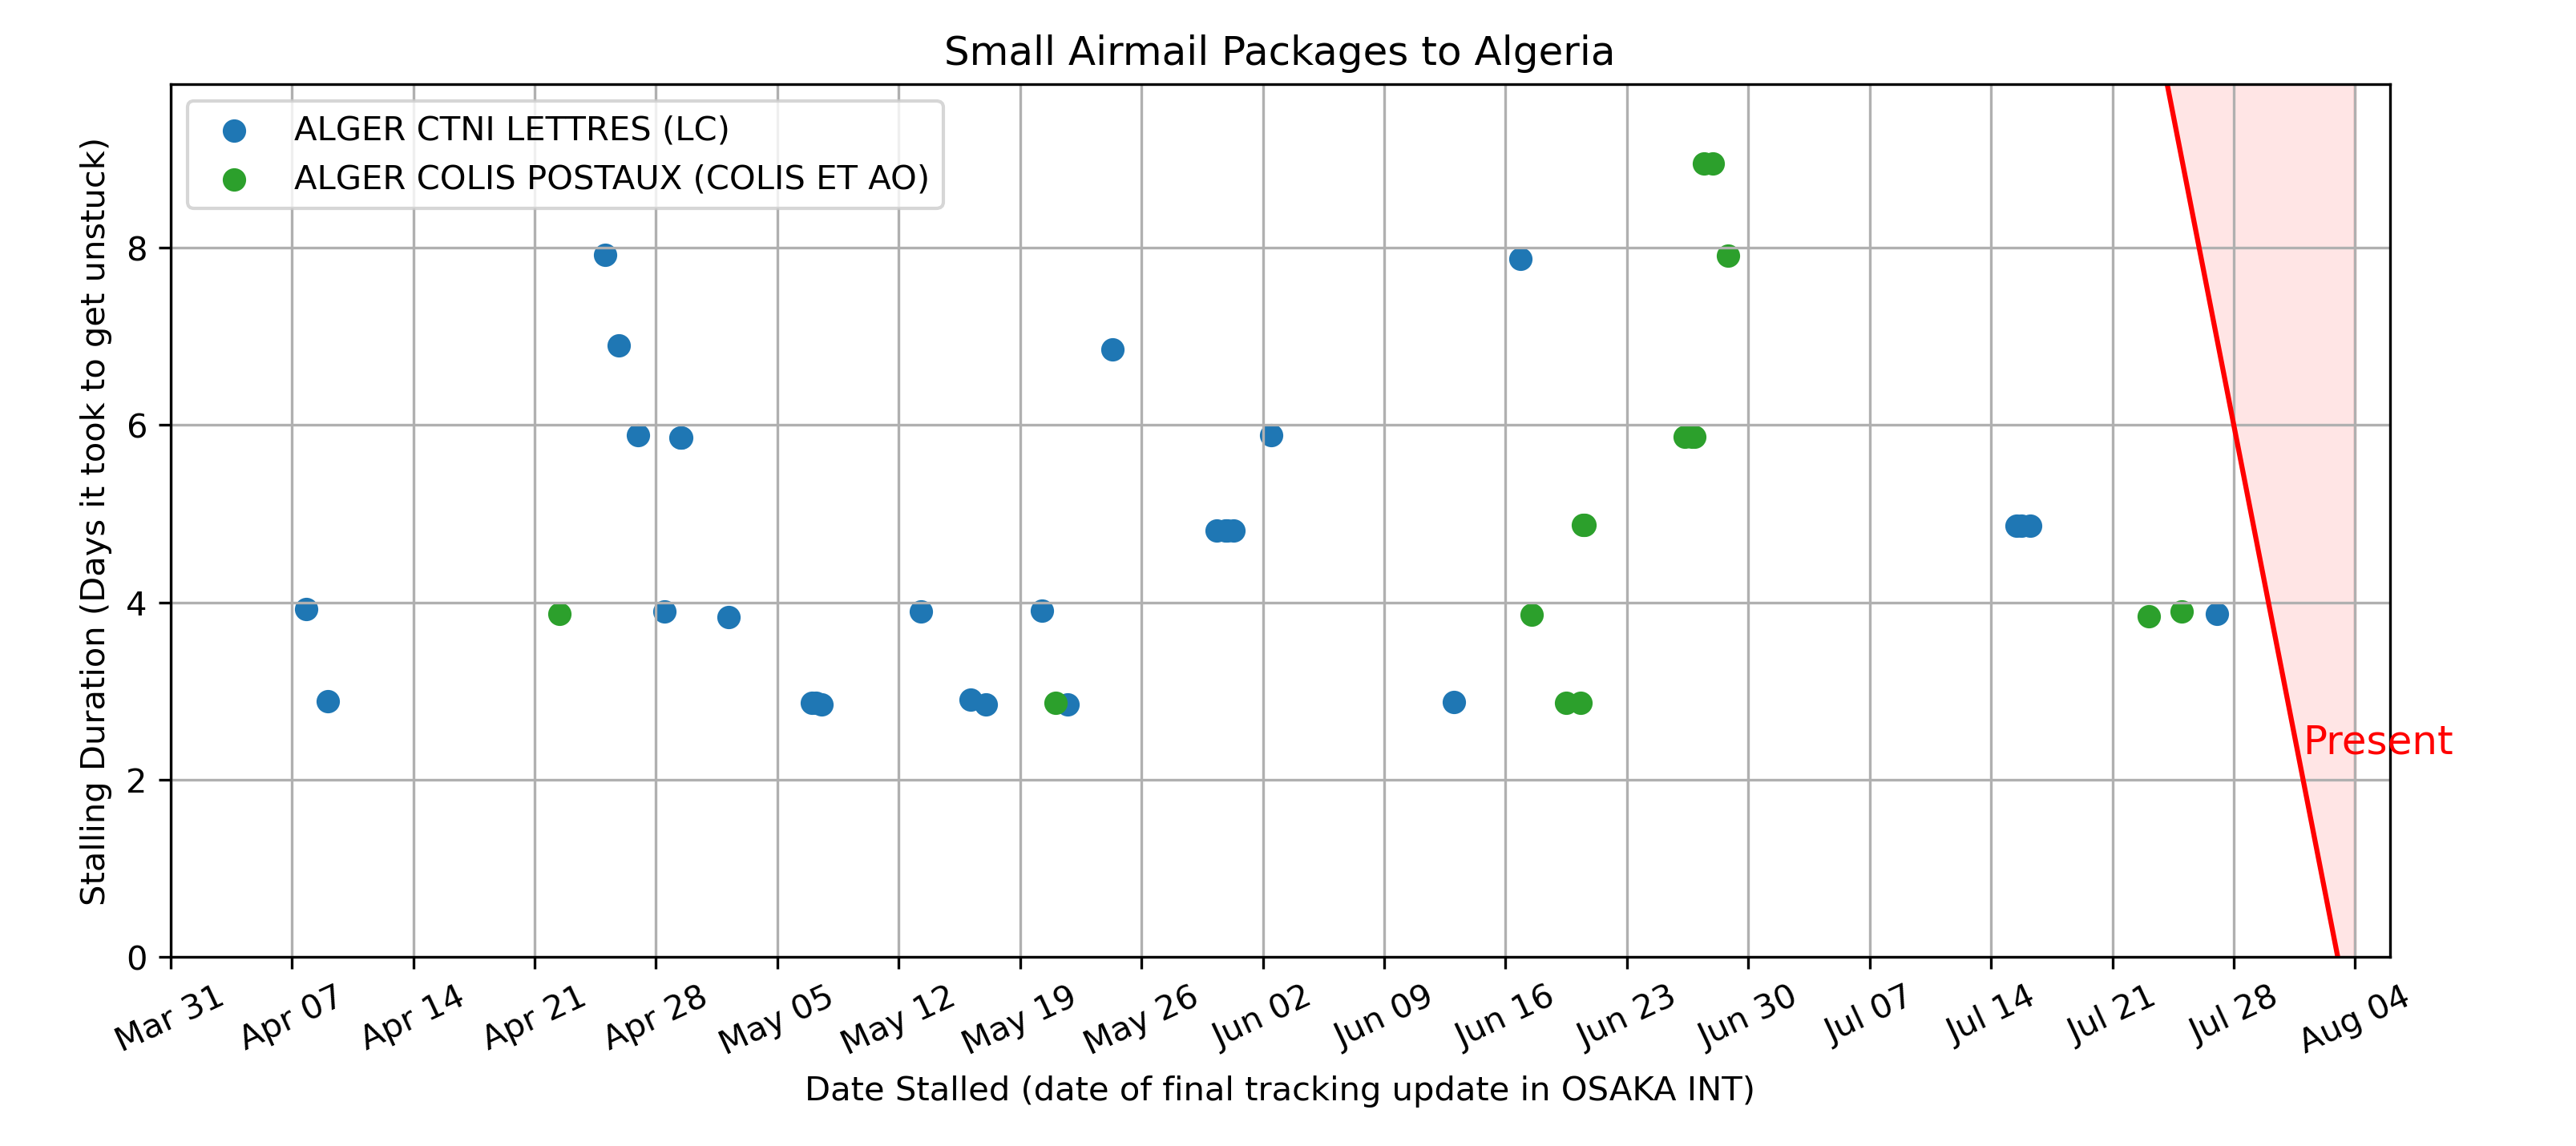 Small Airmail Packages to Algeria
ALGER CTNI LETTRES (LC)
ALGER COLIS POSTAUX (COLIS ET AO)
Stalling Duration (Days it took to get unstuck)
8
6
4
2
0
Present
Mar 31
Apr 07
Apr 14
Apr 21
Apr 28
May 05
May 12
May 19
May 26
Jun 02
Jun 09
Jun 16
Jun 23
Jun 30
Jul 07
Jul 14
Jul 21
Jul 28
Aug 04
Date Stalled (date of final tracking update in OSAKA INT)